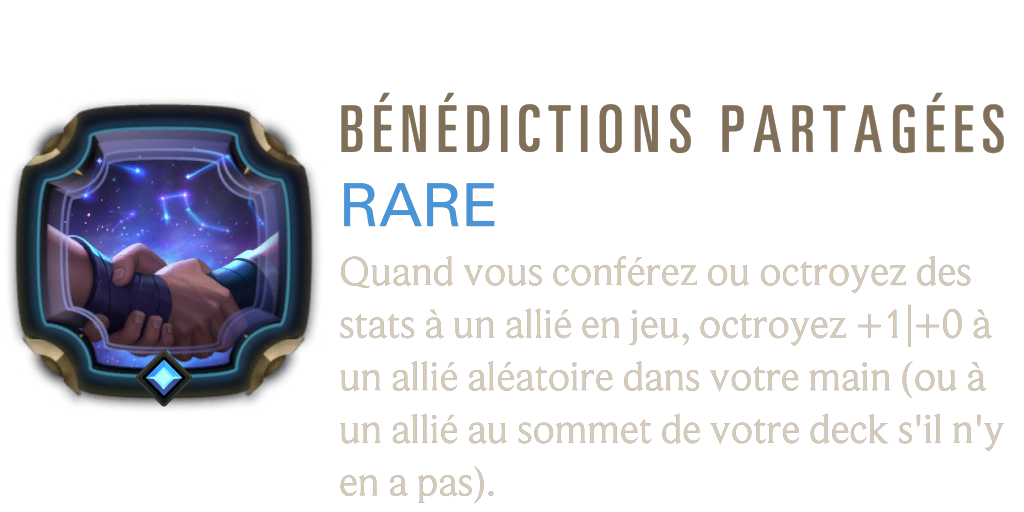 BÉNÉDICTIONS PARTAGÉES
RARE
Quand vous conférez ou octroyez des
stats à un allié en jeu, octroyez +1|+0 à
un allié aléatoire dans votre main (ou à
un allié au sommet de votre deck s'il n'y
en a pas).